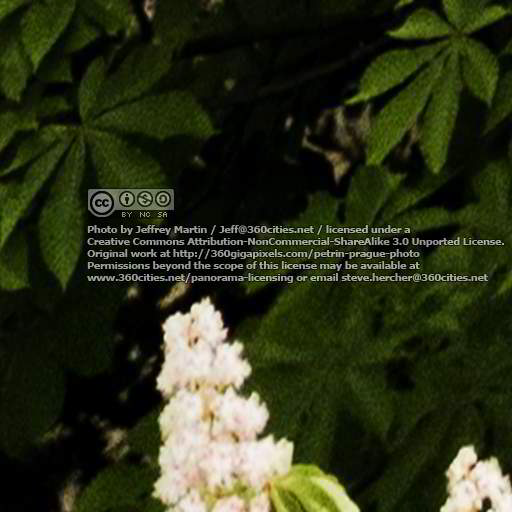 cc BY NC SA
Photo by Jeffrey Martin / Jeff@360cities.net / licensed under a
Creative Commons Attribution-NonCommercial-ShareAlike 3.0 Unported License.
Original work at http://360gigapixels.com/petrin-prague-photo
Permissions beyond the scope of this license may be available at
www.360cities.net/panorama-licensing or email steve.hercher@360cities.net